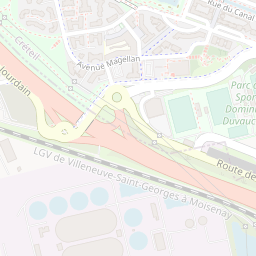 Rue du Canal
Créteil
Avenue Magellan
Jourdain
Parc
Spor
Domini
Duvauc
LGV de Villeneuve-Saint-Georges à Moisenay
Route de